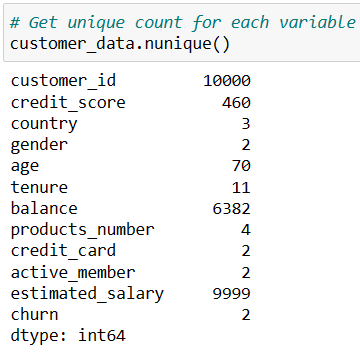 # Get unique count for each variable
customer_data.nunique()
customer_id 10000
credit_score 460
country 3
gender 2
age 70
tenure 11
balance 6382
products_number 4
credit_card 2
active_member 2
estimated_salary 9999
churn 2
dtype: int64